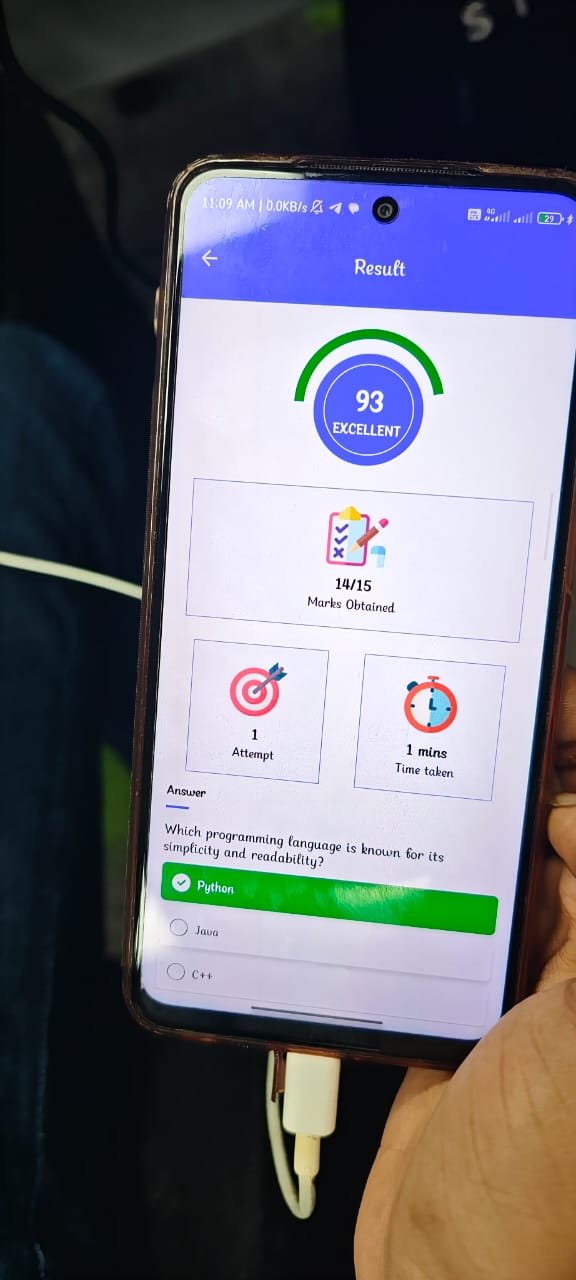 11:09 AM | 0.0KB/s
4G
29
Result
93
EXCELLENT
14/15
Marks Obtained
1
Attempt
1 mins
Time taken
Answer
Which programming language is known for its
simplicity and readability?
Python
Java
C++